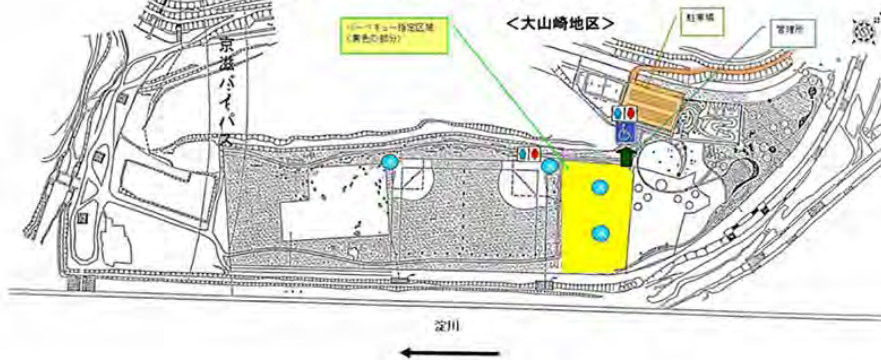 <大山崎地区>
バーベキュー指定区域
(黄色の部分)
駐車場
管理所
京滋バイパス
淀川